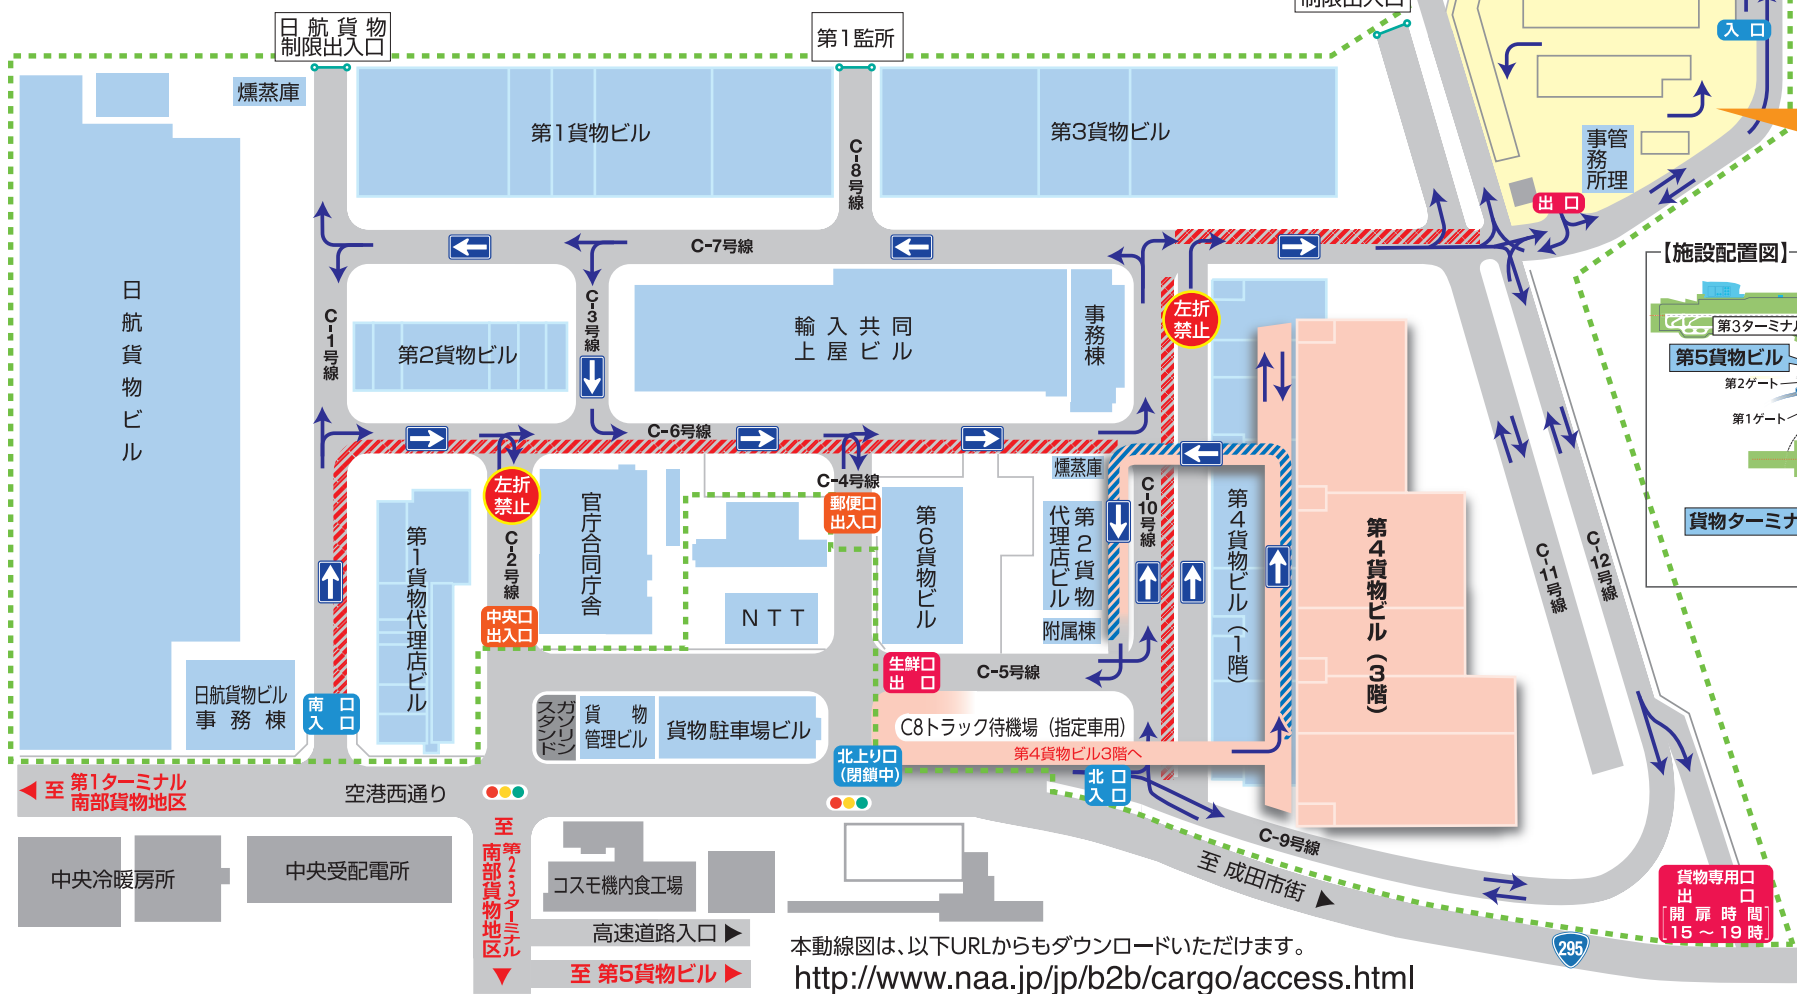 日航貨物
制限出入口
第1監所
制限出入口
入口
燻蒸庫
第1貨物ビル
C-8号線
第3貨物ビル
管理
事務所
出口
C-7号線
【施設配置図】
日航貨物ビル
C-1号線
C-3号線
第2貨物ビル
輸入共同
上屋ビル
事務棟
左折
禁止
第3ターミナル
第5貨物ビル
第2ゲート
第1ゲート
貨物ターミナ
C-6号線
左折
禁止
C-4号線
郵便口
出入口
燻蒸庫
C-10号線
第1貨物代理店ビル
C-2号線
官庁合同庁舎
第6貨物ビル
第2貨物
代理店ビル
第4貨物ビル(1階)
第4貨物ビル(3階)
C-11号線
C-12号線
中央口
出入口
NTT
附属棟
生鮮口
出口
C-5号線
日航貨物ビル
事務棟
南口
入口
ガソリン
スタンド
貨物
管理ビル
貨物駐車場ビル
C8トラック待機場(指定車用)
第4貨物ビル3階へ
北上り口
(閉鎖中)
北口
入口
◀至 第1ターミナル
南部貨物地区
空港西通り
C-9号線
至 第2・3ターミナル
南部貨物地区▼
中央冷暖房所
中央受配電所
コスモ機内食工場
至 成田市街 ▶
貨物専用口
出口
開扉時間
15～19時
高速道路入口 ▶
至 第5貨物ビル ▶
295
本動線図は、以下URLからもダウンロードいただけます。
http://www.naa.jp/jp/b2b/cargo/access.html